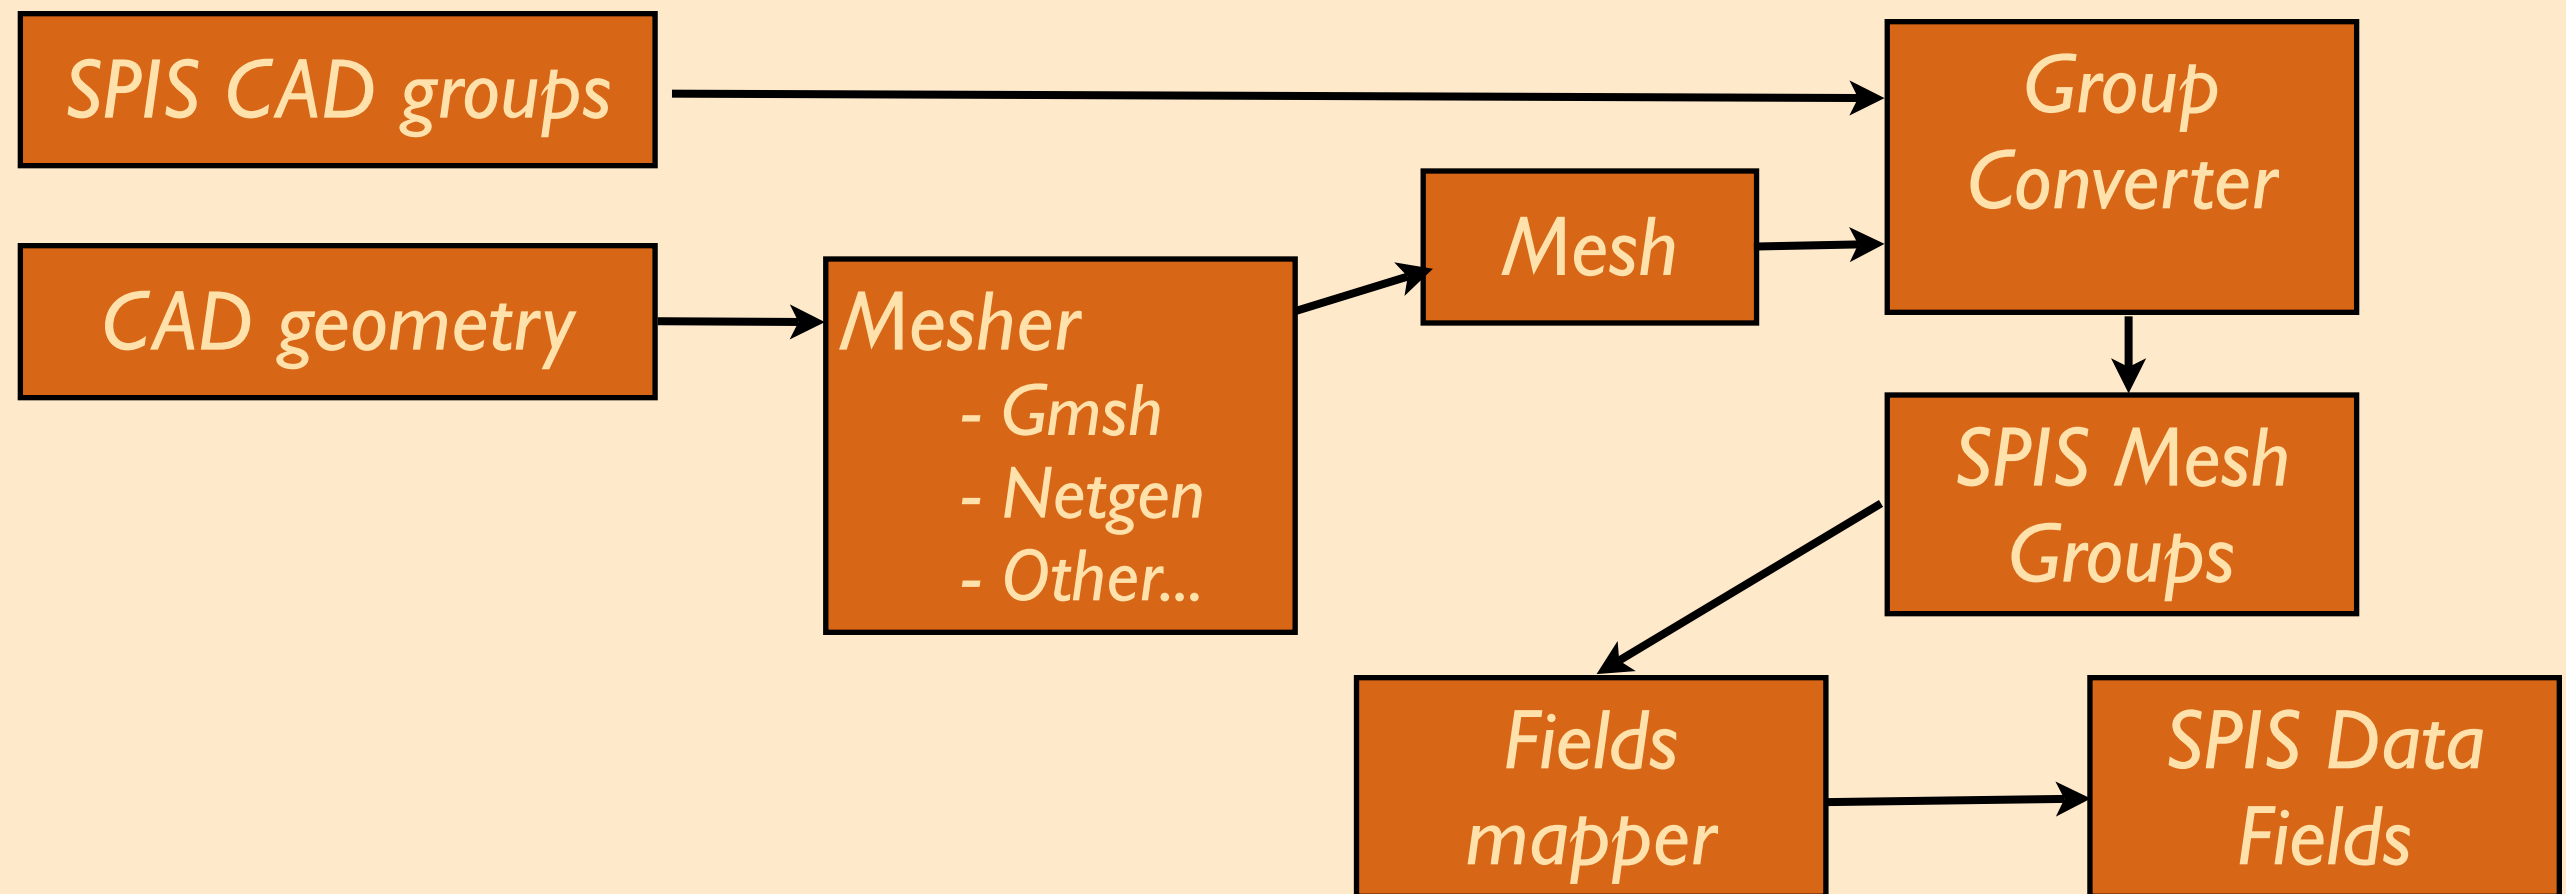 SPIS CAD groups
Group
Converter
Mesh
CAD geometry
Mesher
- Gmsh
- Netgen
- Other...
SPIS Mesh
Groups
Fields
mapper
SPIS Data
Fields